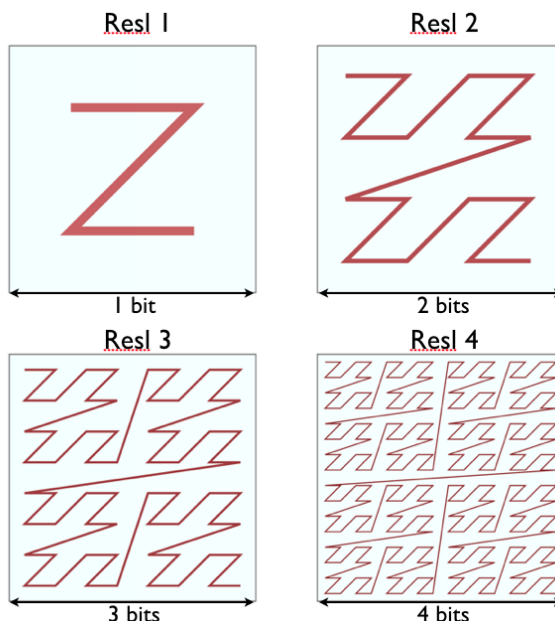 Resl 1
Resl 2
1 bit
2 bits
Resl 3
Resl 4
3 bits
4 bits